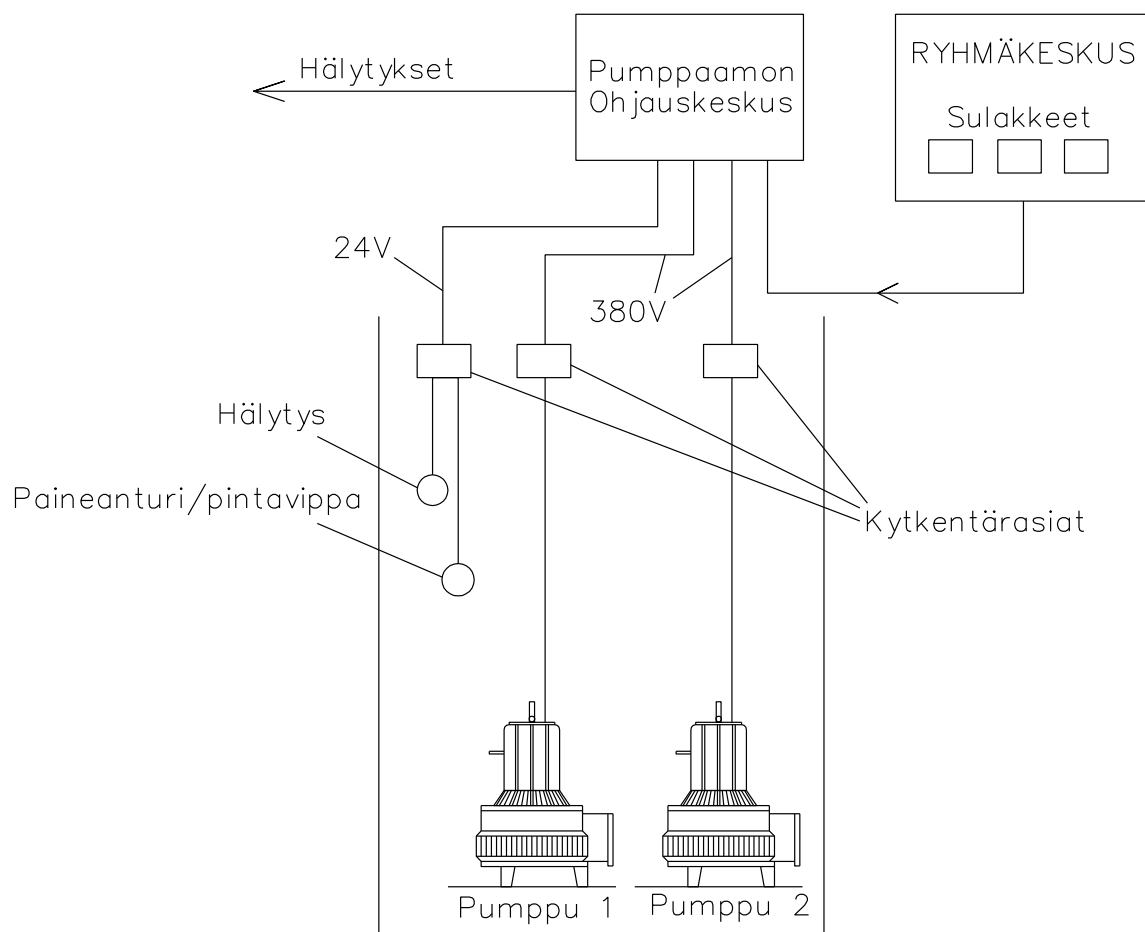 Hälytykset
Pumppaamon
Ohjauskeskus
RYHMÄKESKUS
Sulakkeet
24V
380V
Hälytys
Paineanturi/pintavippa
Kytkentärasiat
Pumppu 1
Pumppu 2